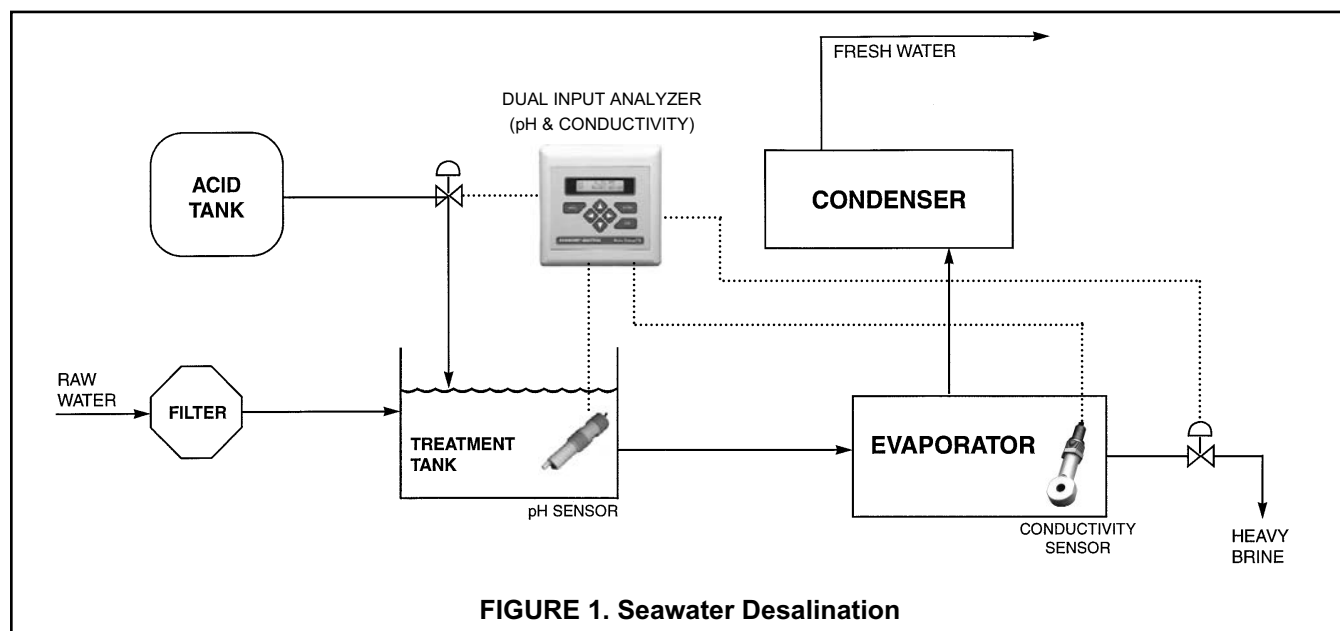 FRESH WATER
DUAL INPUT ANALYZER
(pH & CONDUCTIVITY)
ACID
TANK
CONDENSER
RAW
WATER
FILTER
TREATMENT
TANK
pH SENSOR
EVAPORATOR
CONDUCTIVITY
SENSOR
HEAVY
BRINE
FIGURE 1. Seawater Desalination